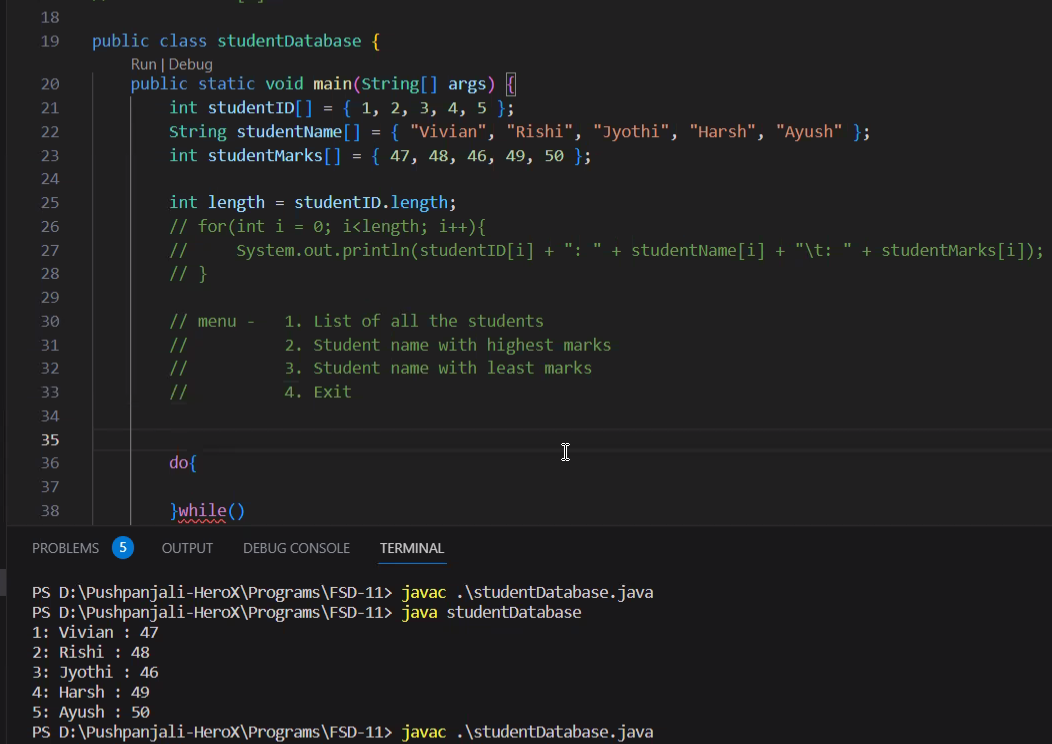 18
19 public class studentDatabase {
Run | Debug
20 public static void main(String[] args) {
21 int studentID[] = { 1, 2, 3, 4, 5 };
22 String studentName[] = { "Vivian", "Rishi", "Jyothi", "Harsh", "Ayush" };
23 int studentMarks[] = { 47, 48, 46, 49, 50 };
24
25 int length = studentID.length;
26 // for(int i = 0; i<length; i++){
27 // System.out.println(studentID[i] + ": " + studentName[i] + "\t: " + studentMarks[i]);
28 // }
29
30 // menu - 1. List of all the students
31 // 2. Student name with highest marks
32 // 3. Student name with least marks
33 // 4. Exit
34
35
36 do{
37
38 }while()
PROBLEMS 5 OUTPUT DEBUG CONSOLE TERMINAL
PS D:\Pushpanjali-HeroX\Programs\FSD-11> javac .\studentDatabase.java
PS D:\Pushpanjali-HeroX\Programs\FSD-11> java studentDatabase
1: Vivian : 47
2: Rishi : 48
3: Jyothi : 46
4: Harsh : 49
5: Ayush : 50
PS D:\Pushpanjali-HeroX\Programs\FSD-11> javac .\studentDatabase.java